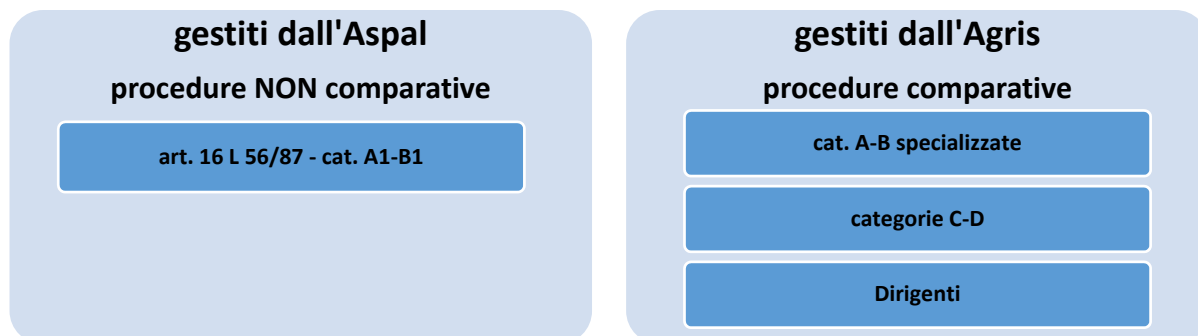 gestiti dall'Aspal
procedure NON comparative
art. 16 L 56/87 - cat. A1-B1
gestiti dall'Agris
procedure comparative
cat. A-B specializzate
categorie C-D
Dirigenti